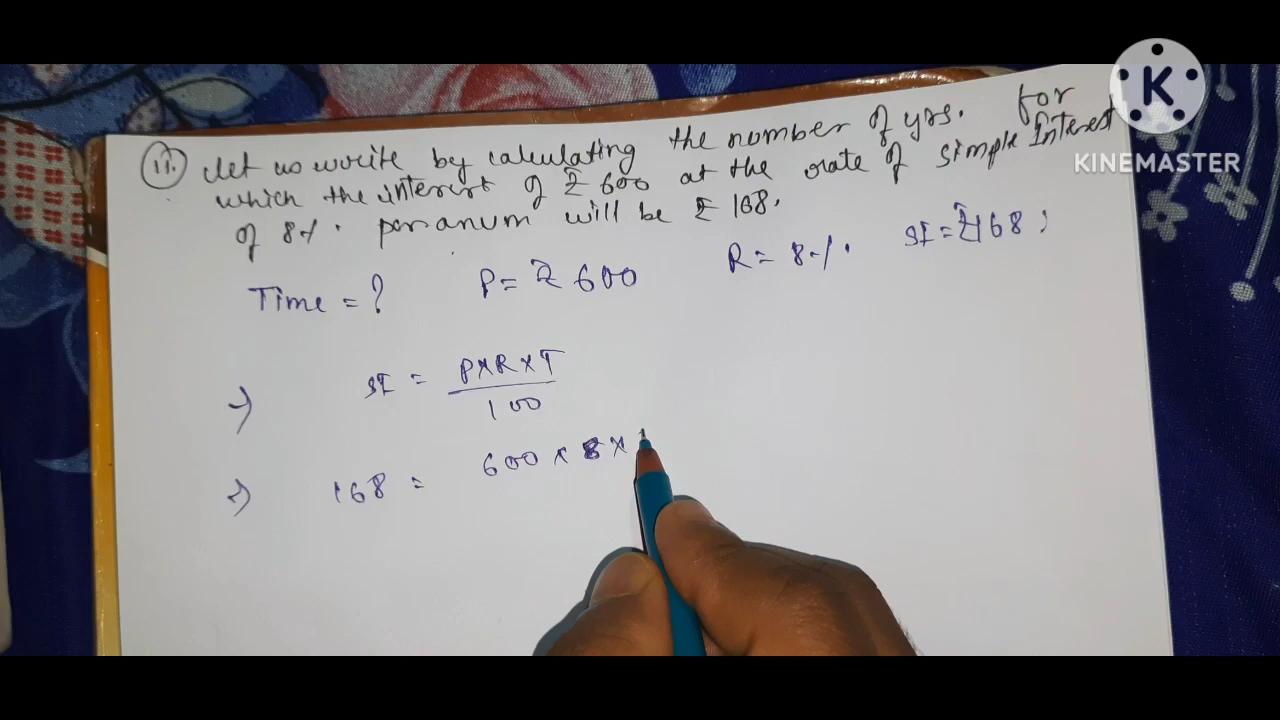 11. let us write by calculating the number of yrs. for
which the interest of ₹ 600 at the rate of simple Interest
of 8% per anum will be ₹ 168.
Time = ? P = ₹ 600 R = 8% SI = ₹168
⇒ SI = P×R×T
100
⇒ 168 = 600 × 8 ×
K
KINEMASTER